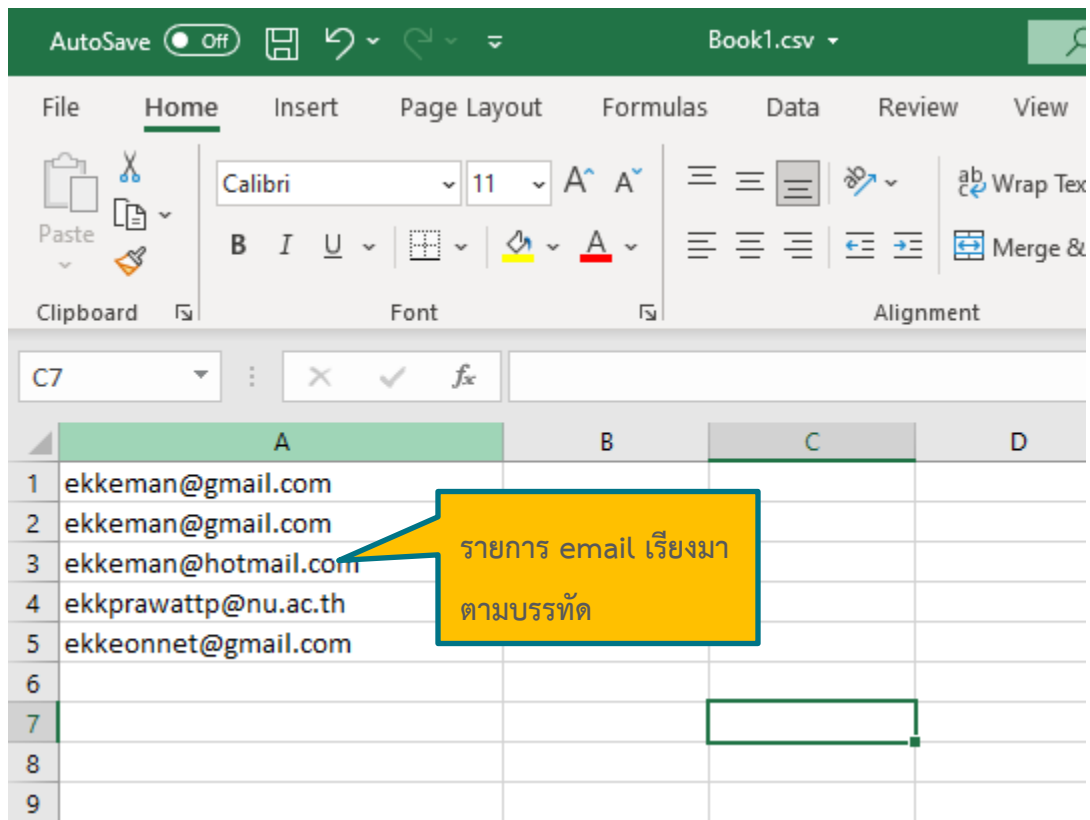 AutoSave Off Book1.csv
File Home Insert Page Layout Formulas Data Review View
Calibri 11 A A ab Wrap Tex
Paste B I U A Merge &
Clipboard Font Alignment
C7 fx
A B C D
1 ekkeman@gmail.com
2 ekkeman@gmail.com
3 ekkeman@hotmail.com
4 ekkprawattp@nu.ac.th
5 ekkeonnet@gmail.com
6
7
8
9
รายการ email เรียงมา
ตามบรรทัด